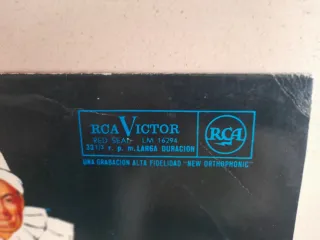 RCA VICTOR
RED SEAL LM 16294
33 1/3 r. p. m. LARGA DURACION
RCA
UNA GRABACION ALTA FIDELIDAD "NEW ORTHOPHONIC"